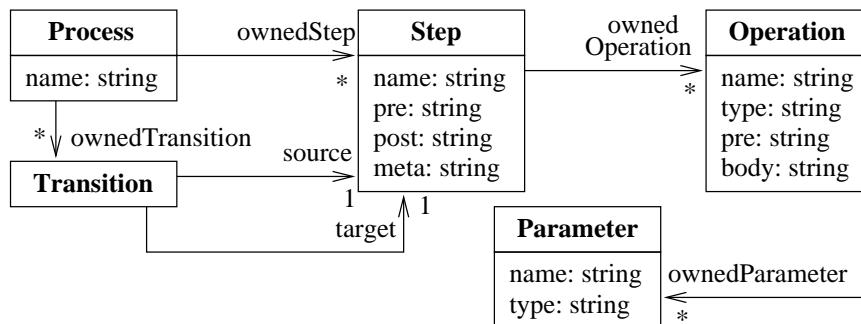 Process
name: string
ownedStep
*
Step
name: string
pre: string
post: string
meta: string
owned
Operation
*
Operation
name: string
type: string
pre: string
body: string
*
ownedTransition
Transition
source
1
target
1
Parameter
name: string
type: string
ownedParameter
*